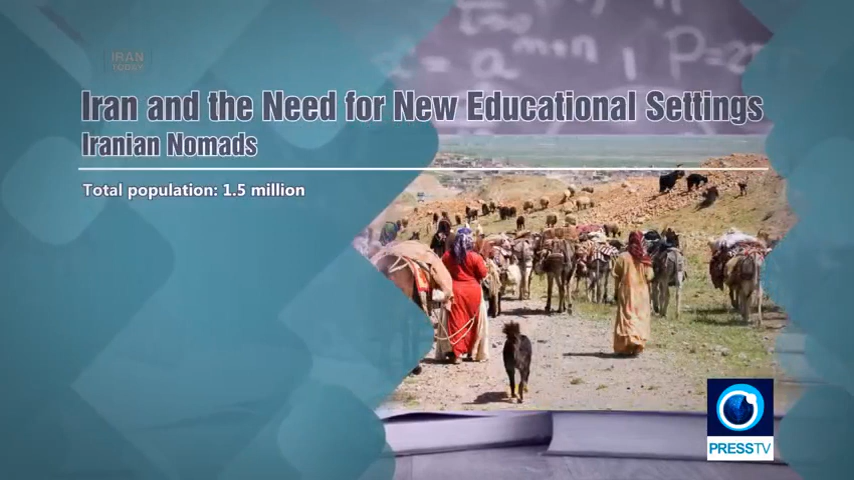 IRAN
TODAY
Iran and the Need for New Educational Settings
Iranian Nomads
Total population: 1.5 million
PRESSTV